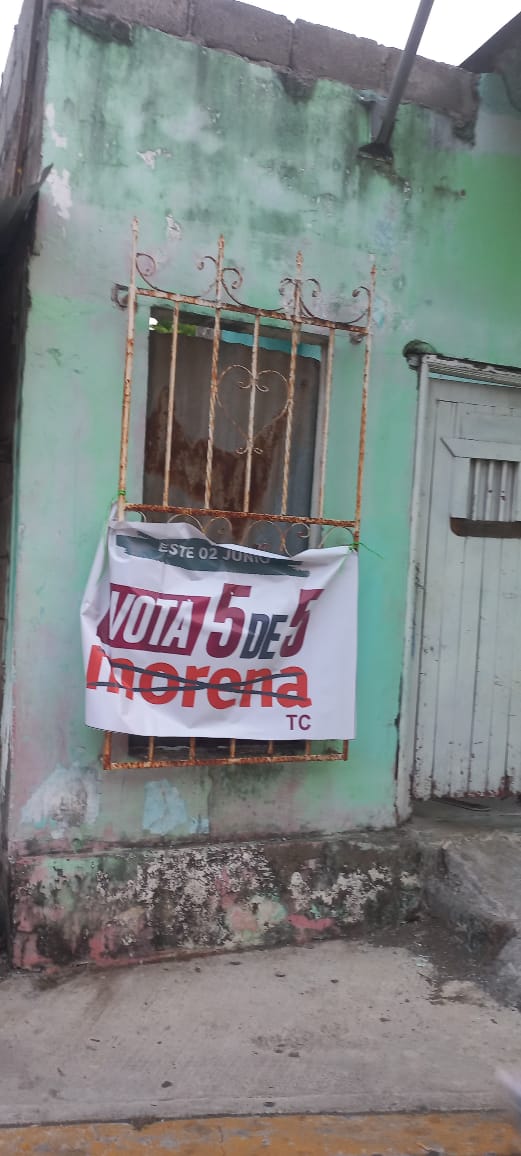 ESTE 02 JUNIO
VOTA 5 DE 5
morena
TC